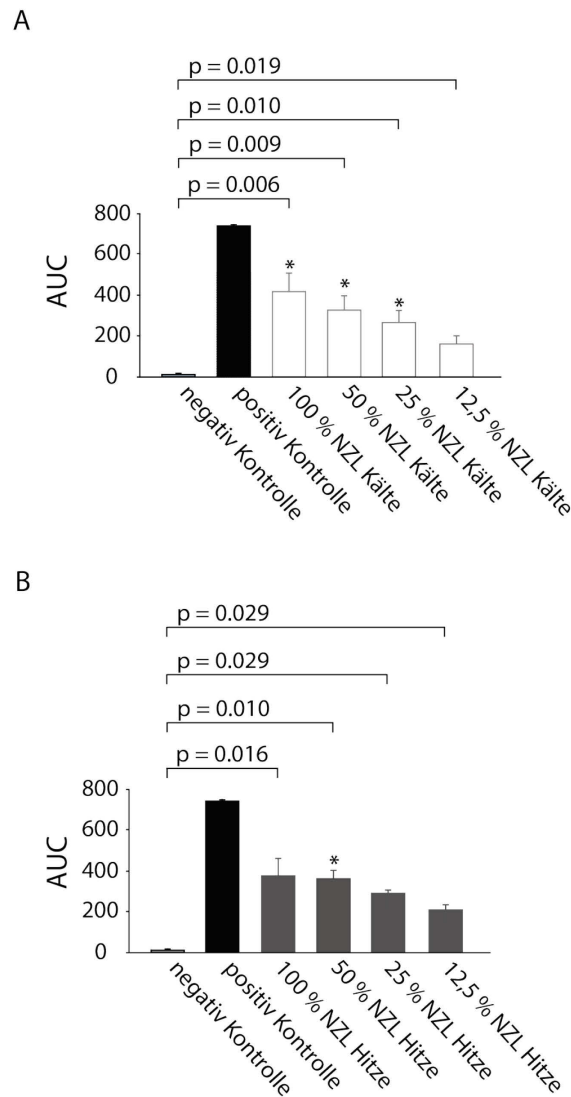 A
p = 0.019
p = 0.010
p = 0.009
p = 0.006
800
600
400
200
0
AUC
*
*
*
negativ Kontrolle
positiv Kontrolle
100 % NZL Kälte
50 % NZL Kälte
25 % NZL Kälte
12,5 % NZL Kälte
B
p = 0.029
p = 0.029
p = 0.010
p = 0.016
800
600
400
200
0
AUC
*
negativ Kontrolle
positiv Kontrolle
100 % NZL Hitze
50 % NZL Hitze
25 % NZL Hitze
12,5 % NZL Hitze